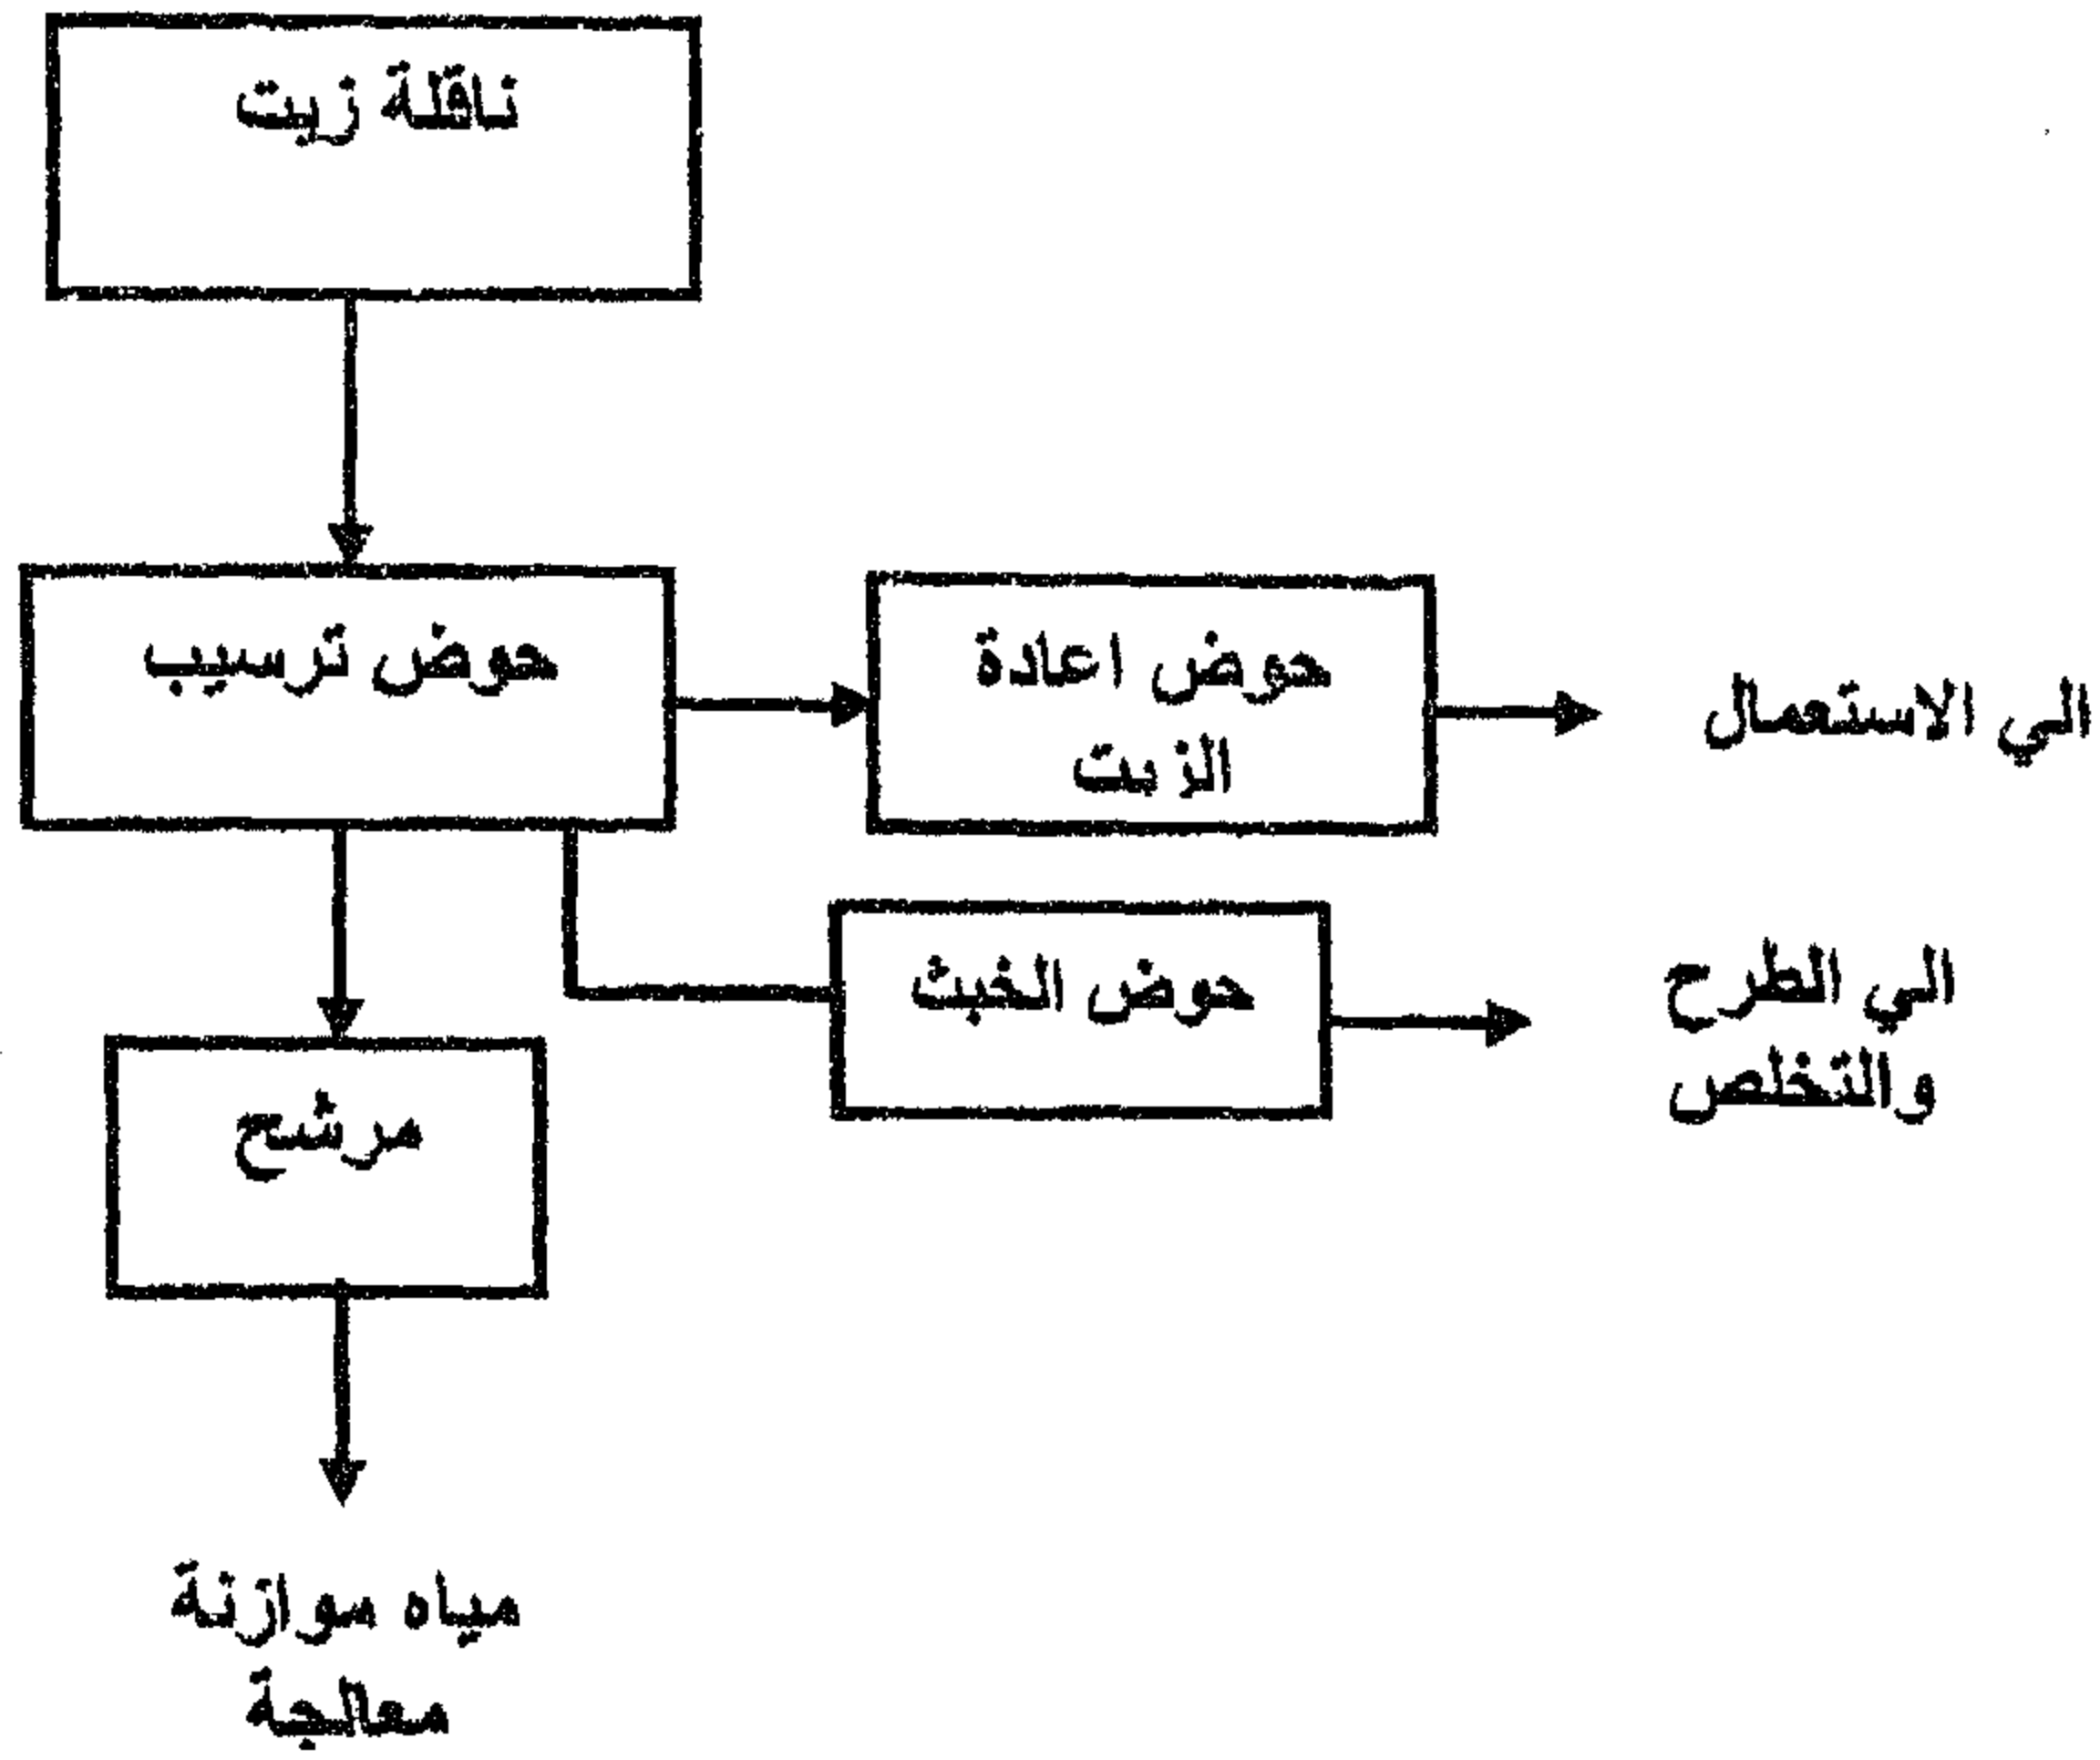 ناقلة زيت
حوض ترسيب
حوض اعادة
الزيت
الي الاستعمال
حوض الخبث
الي الطرح
والتخلص
مرشح
مياه موازنة
معالجة